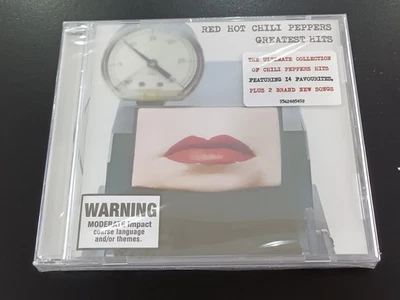 RED HOT CHILI PEPPERS
GREATEST HITS
THE ULTIMATE COLLECTION
OF CHILI PEPPERS HITS
FEATURING 14 FAVOURITES,
PLUS 2 BRAND NEW SONGS
WARNING
MODERATE impact
coarse language
and/or themes.